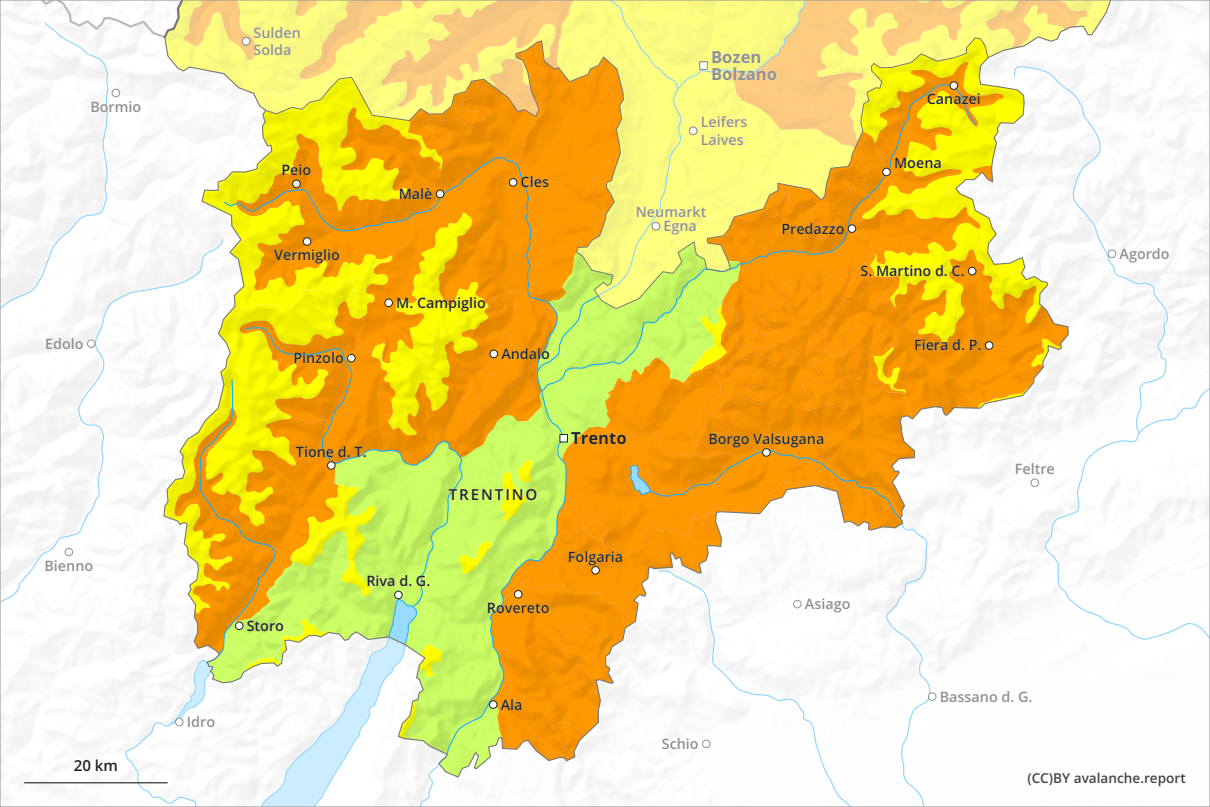 Sulden
Solda
Bozen
Bolzano
Bormio
Canazei
Leifers
Laives
Moena
Peio
Malè
Cles
Neumarkt
Egna
Predazzo
Vermiglio
Agordo
S. Martino d. C.
M. Campiglio
Edolo
Pinzolo
Andalo
Fiera d. P.
Trento
Borgo Valsugana
Tione d. T.
Feltre
TRENTINO
Bienno
Folgaria
Riva d. G.
Rovereto
Asiago
Storo
Bassano d. G.
Ala
Idro
Schio
20 km
(CC)BY avalanche.report